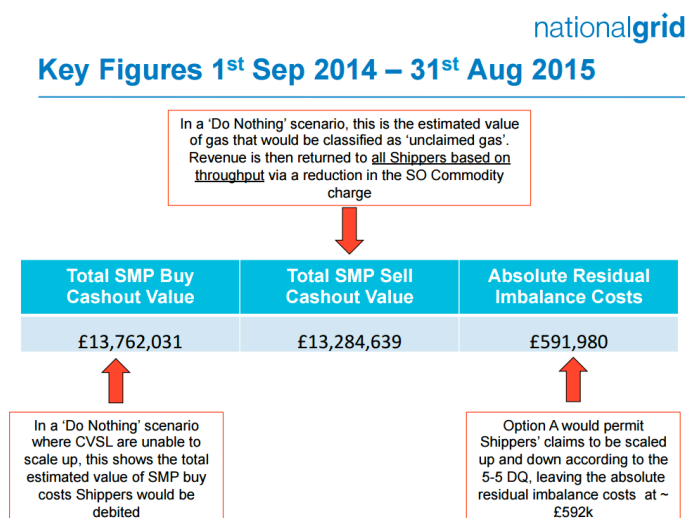 nationalgrid
Key Figures 1st Sep 2014 – 31st Aug 2015
In a ‘Do Nothing’ scenario, this is the estimated value
of gas that would be classified as ‘unclaimed gas’.
Revenue is then returned to all Shippers based on
throughput via a reduction in the SO Commodity
charge
Total SMP Buy
Cashout Value
Total SMP Sell
Cashout Value
Absolute Residual
Imbalance Costs
£13,762,031
£13,284,639
£591,980
In a ‘Do Nothing’ scenario
where CVSL are unable to
scale up, this shows the total
estimated value of SMP buy
costs Shippers would be
debited
Option A would permit
Shippers’ claims to be scaled
up and down according to the
5-5 DQ, leaving the absolute
residual imbalance costs at ~
£592k